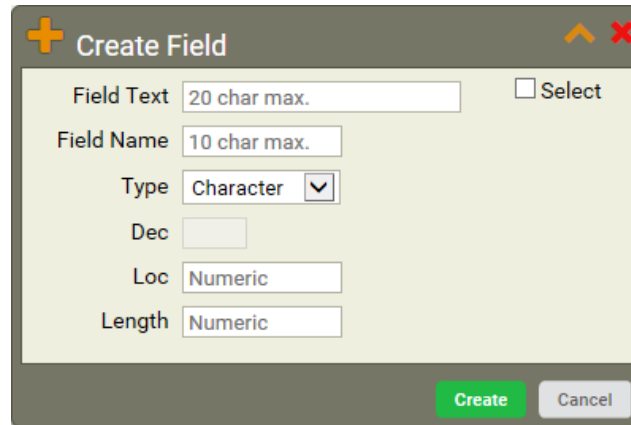 Create Field
Field Text 20 char max. Select
Field Name 10 char max.
Type Character
Dec
Loc Numeric
Length Numeric
Create Cancel